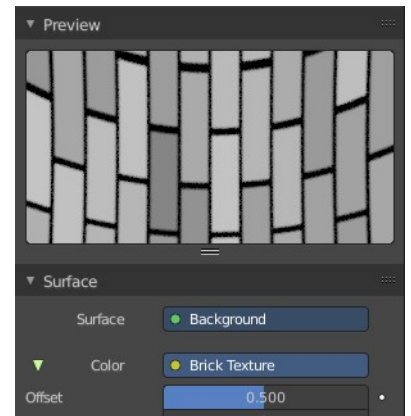 Preview
Surface
Surface Background
Color Brick Texture
Offset 0.500